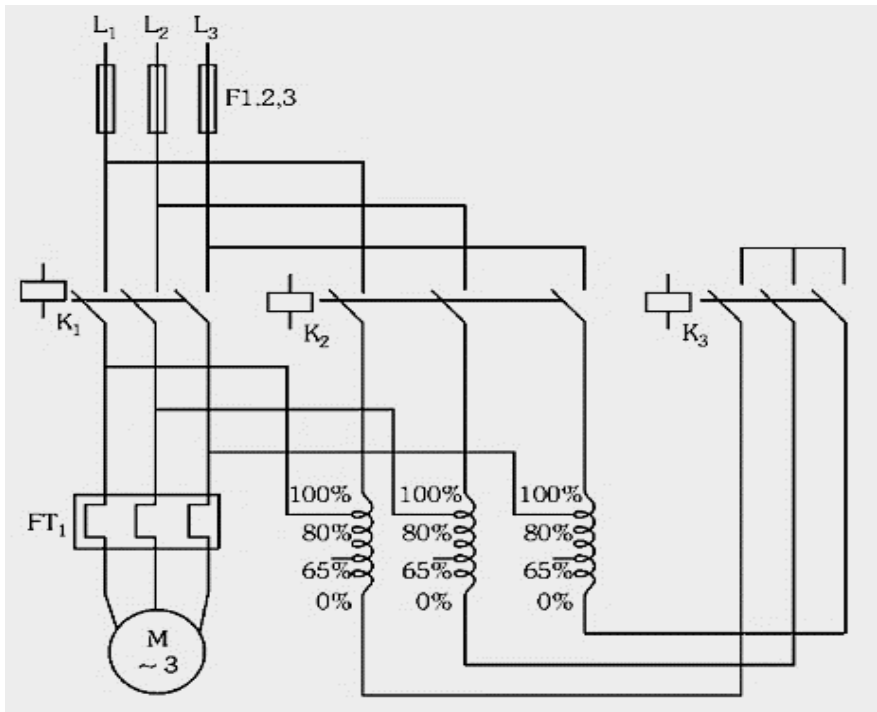 L1 L2 L3
F1.2,3
K1 K2 K3
100% 100% 100%
FT1 80% 80% 80%
65% 65% 65%
0% 0% 0%
M
~ 3